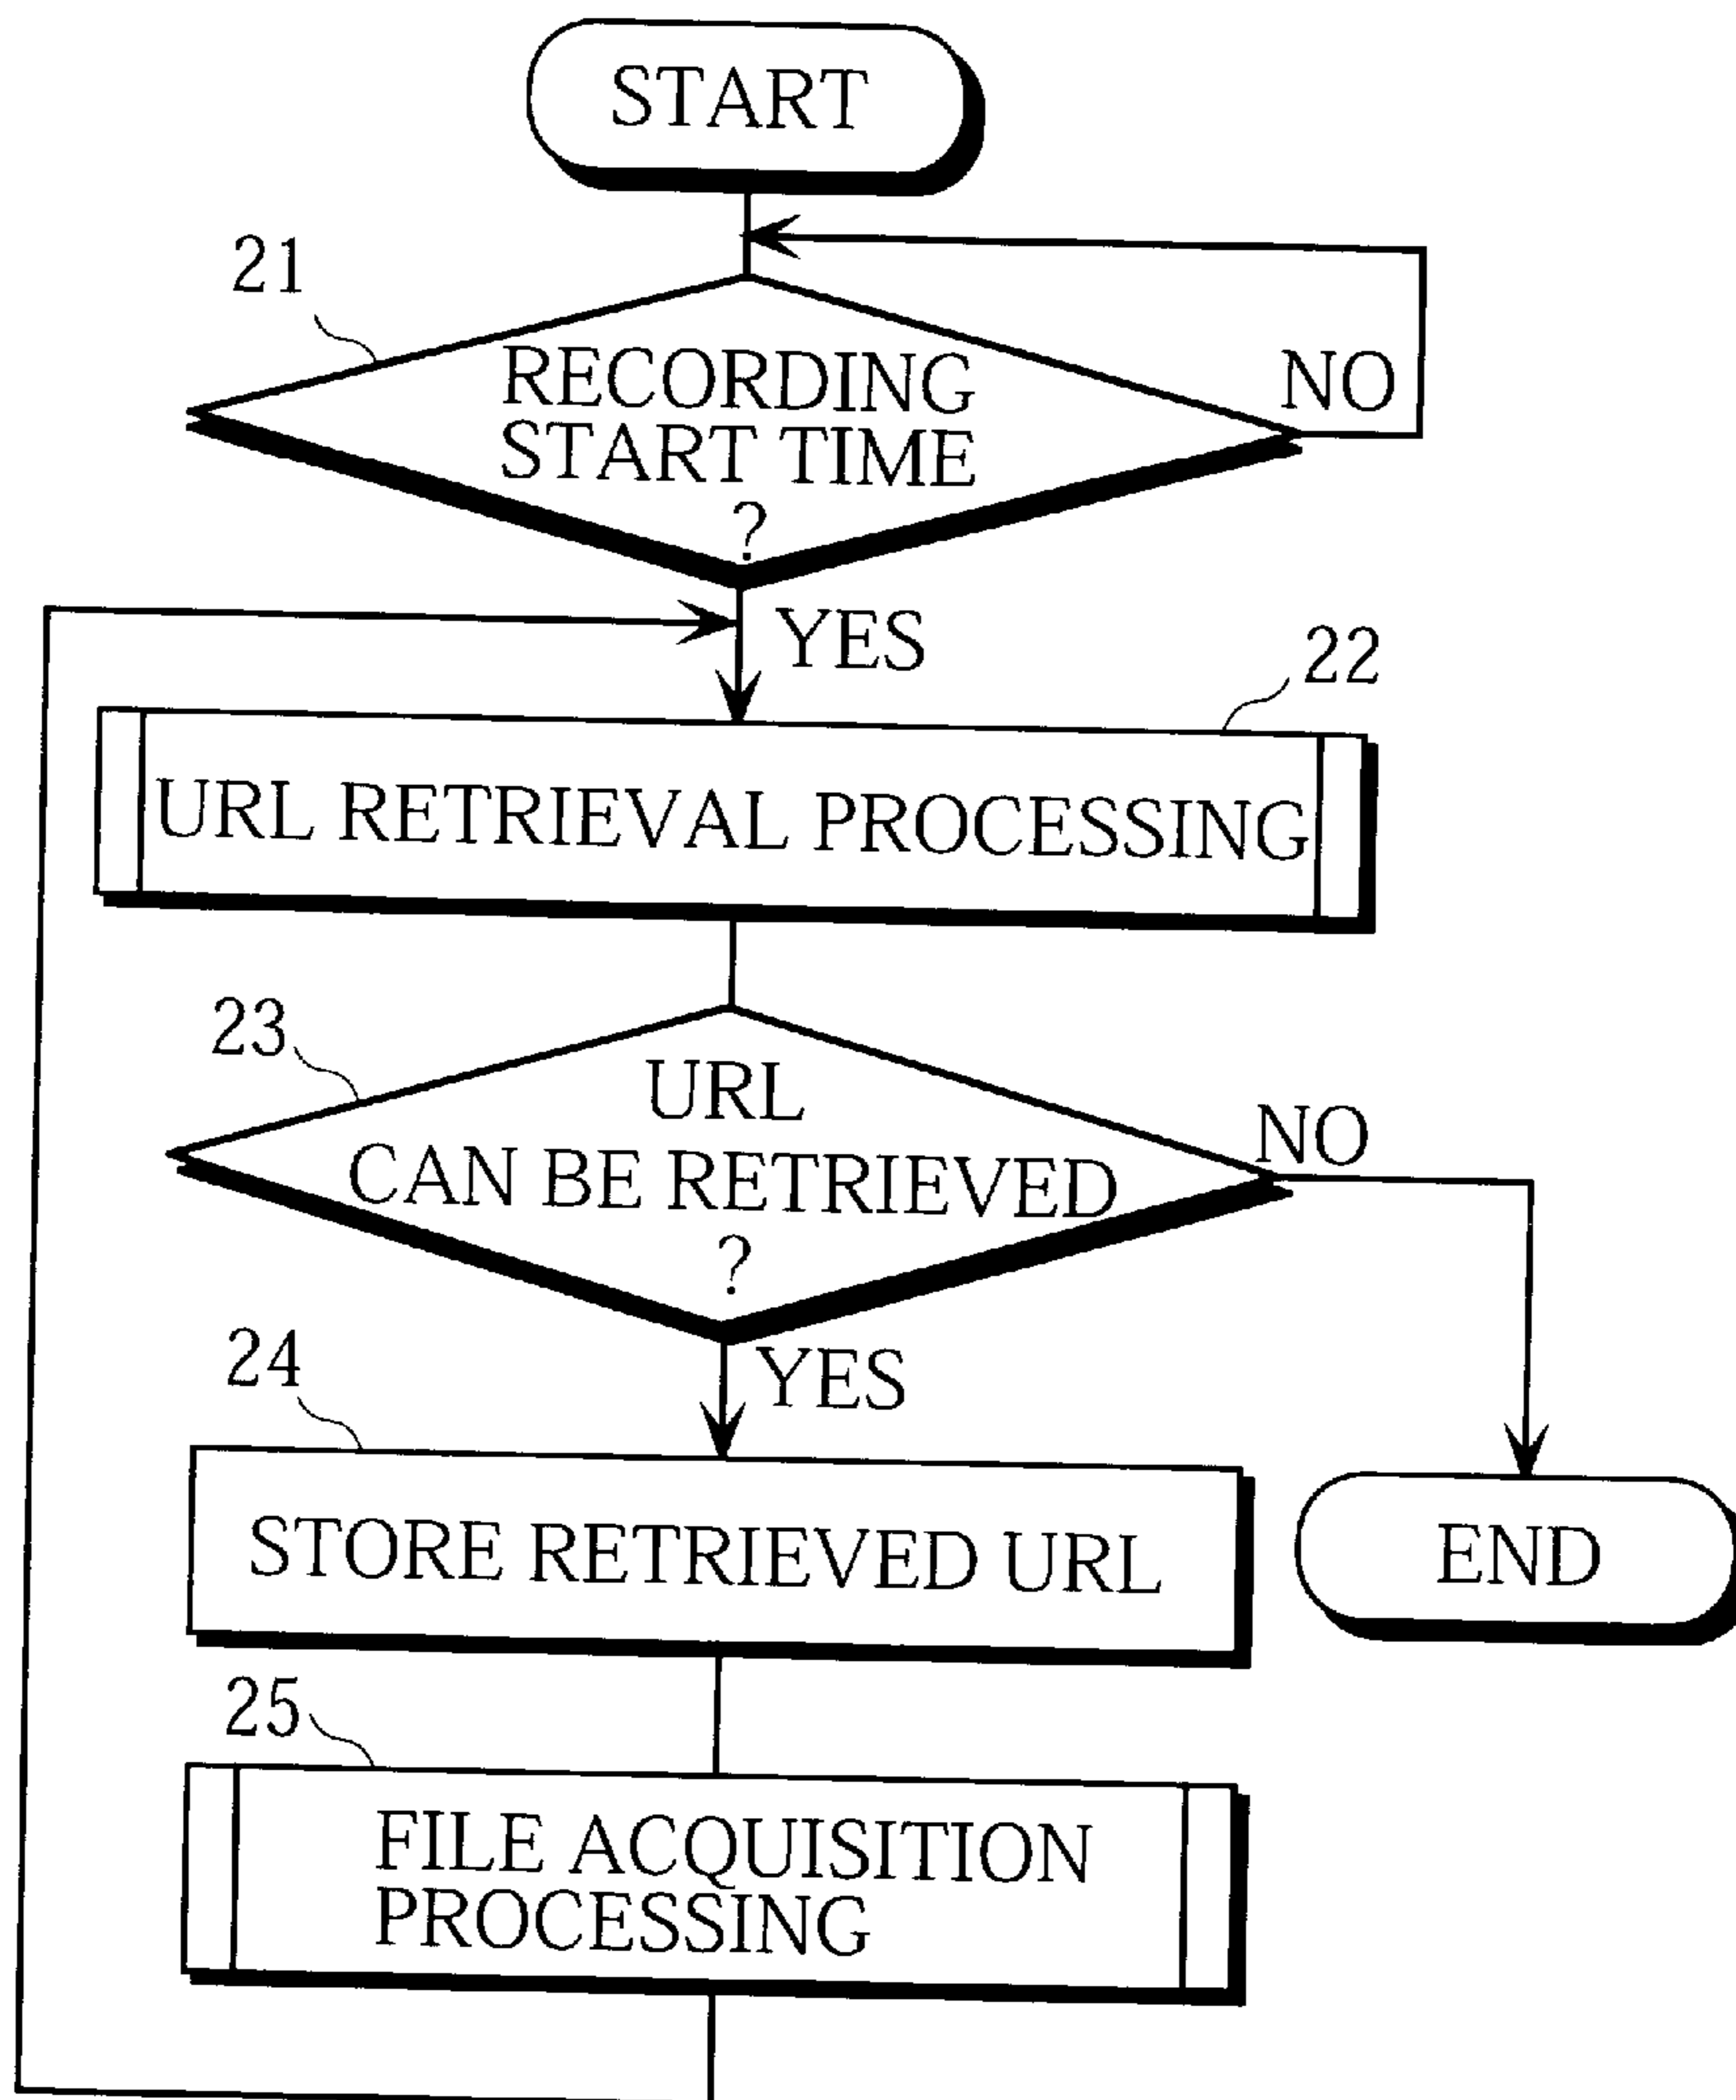 START
21
RECORDING
START TIME
?
NO
YES
22
URL RETRIEVAL PROCESSING
23
URL
CAN BE RETRIEVED
?
NO
YES
24
STORE RETRIEVED URL
END
25
FILE ACQUISITION
PROCESSING